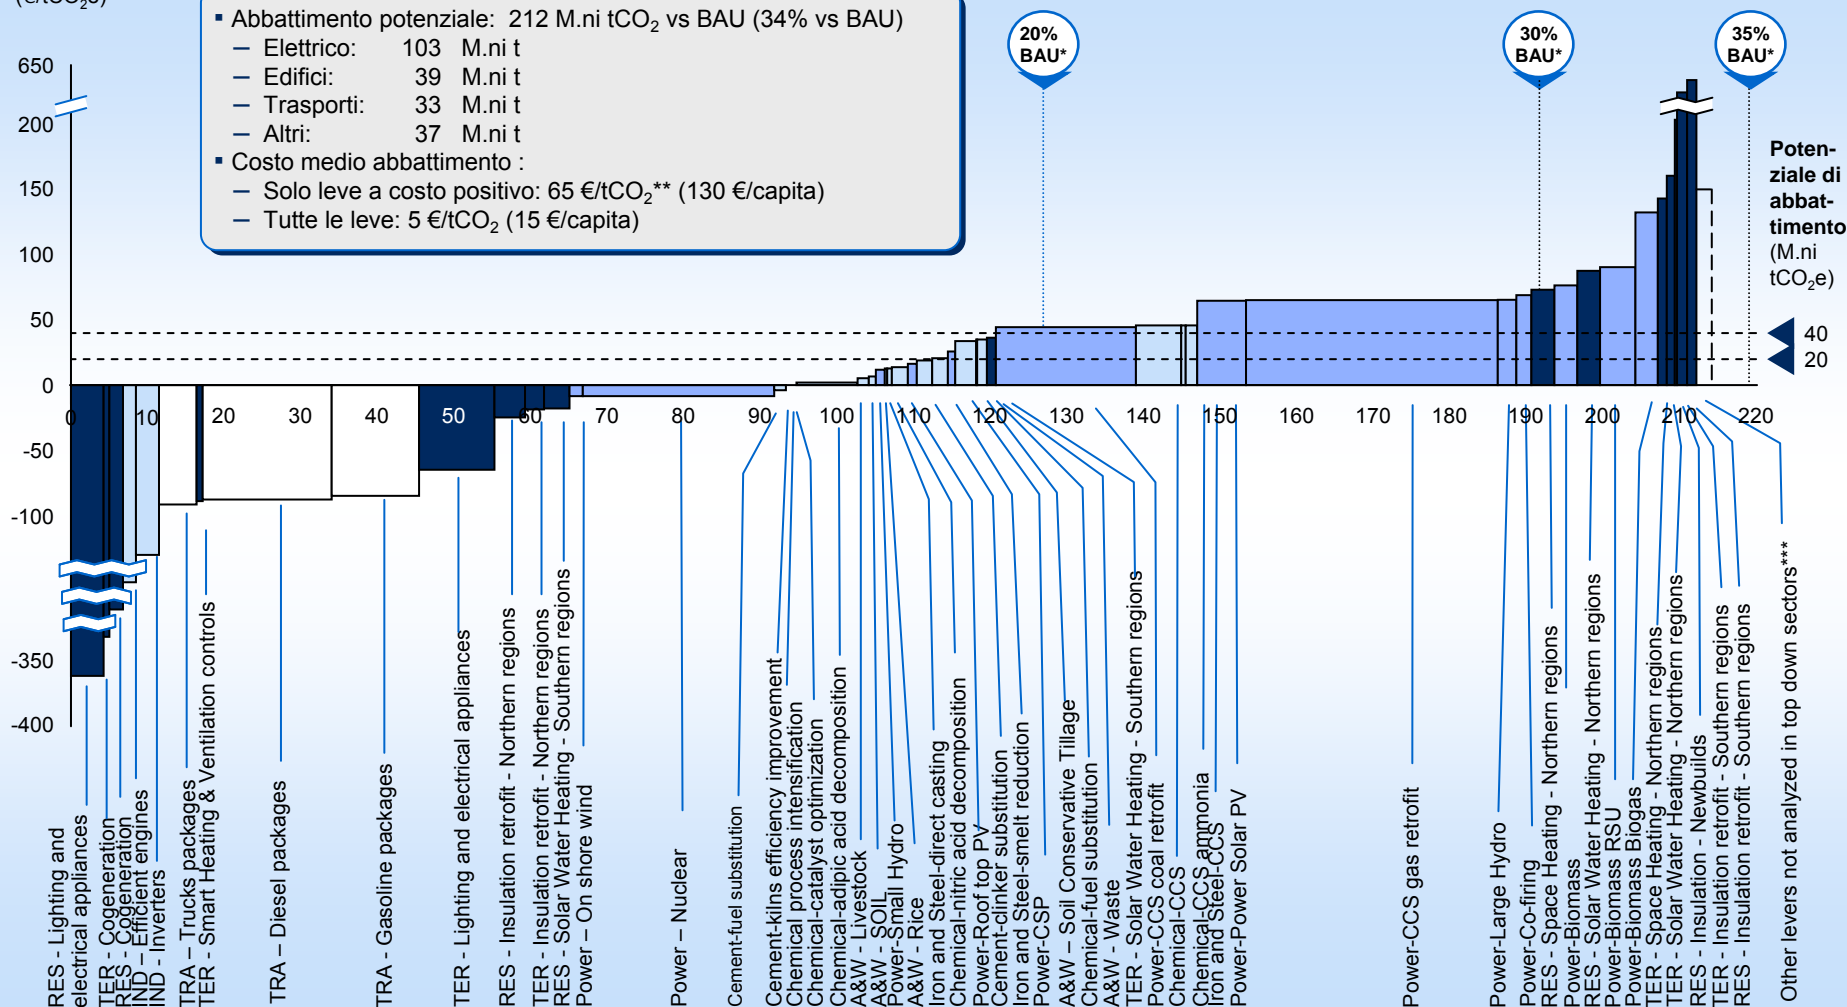 (€/tCO2e)
▪ Abbattimento potenziale: 212 M.ni tCO2 vs BAU (34% vs BAU)
– Elettrico: 103 M.ni t
– Edifici: 39 M.ni t
– Trasporti: 33 M.ni t
– Altri: 37 M.ni t
▪ Costo medio abbattimento :
– Solo leve a costo positivo: 65 €/tCO2** (130 €/capita)
– Tutte le leve: 5 €/tCO2 (15 €/capita)
20%
BAU*
30%
BAU*
35%
BAU*
650
200
150
100
50
0
-50
-100
-350
-400
Poten-
ziale di
abbat-
timento
(M.ni
tCO2e)
40
20
0 10 20 30 40 50 60 70 80 90 100 110 120 130 140 150 160 170 180 190 200 210 220
RES - Lighting and
electrical appliances
TER - Cogeneration
RES - Cogeneration
IND – Efficient engines
IND - Inverters
TRA – Trucks packages
TER - Smart Heating & Ventilation controls
TRA – Diesel packages
TRA - Gasoline packages
TER - Lighting and electrical appliances
RES - Insulation retrofit - Northern regions
TER - Insulation retrofit - Northern regions
RES - Solar Water Heating - Southern regions
Power – On shore wind
Power – Nuclear
Cement-fuel substitution
Cement-kilns efficiency improvement
Chemical process intensification
Chemical-catalyst optimization
Chemical-adipic acid decomposition
A&W - Livestock
A&W - SOIL
Power-Small Hydro
A&W - Rice
Iron and Steel-direct casting
Chemical-nitric acid decomposition
Power-Roof top PV
Cement-clinker substitution
Iron and Steel-smelt reduction
Power-CSP
A&W – Soil Conservative Tillage
Chemical-fuel substitution
A&W - Waste
TER - Solar Water Heating - Southern regions
Power-CCS coal retrofit
Chemical-CCS
Chemical-CCS ammonia
Iron and Steel-CCS
Power-Power Solar PV
Power-CCS gas retrofit
Power-Large Hydro
Power-Co-firing
RES - Space Heating - Northern regions
Power-Biomass
RES - Solar Water Heating - Northern regions
Power-Biomass RSU
Power-Biomass Biogas
TER - Space Heating - Northern regions
TER - Solar Water Heating - Northern regions
RES - Insulation - Newbuilds
TER - Insulation retrofit - Southern regions
RES - Insulation retrofit - Southern regions
Other levers not analyzed in top down sectors***